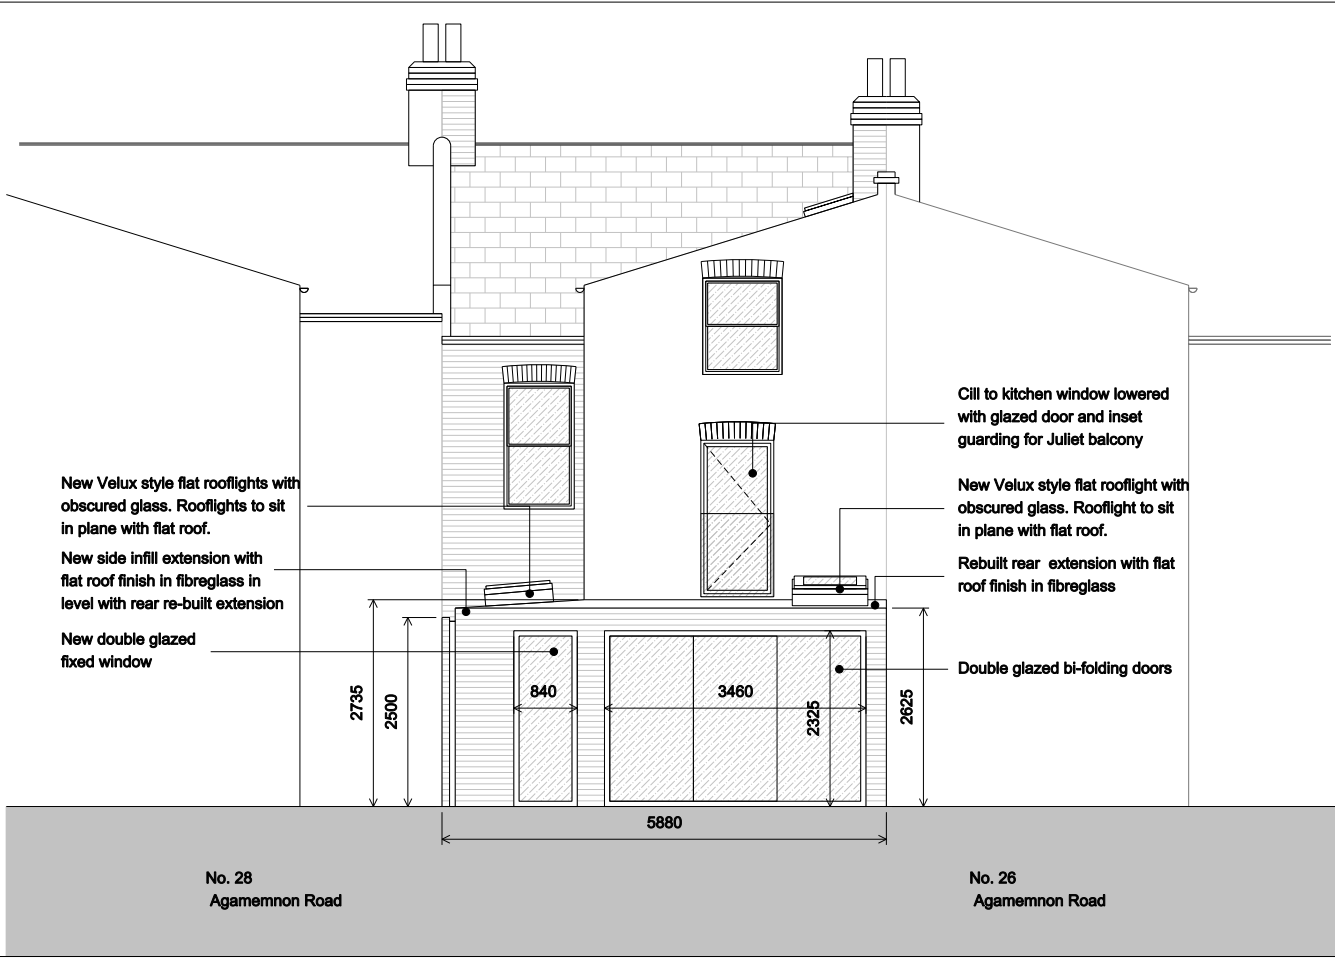 Cill to kitchen window lowered
with glazed door and inset
guarding for Juliet balcony
New Velux style flat rooflights with
obscured glass. Rooflights to sit
in plane with flat roof.
New Velux style flat rooflight with
obscured glass. Rooflight to sit
in plane with flat roof.
New side infill extension with
flat roof finish in fibreglass in
level with rear re-built extension
Rebuilt rear extension with flat
roof finish in fibreglass
New double glazed
fixed window
Double glazed bi-folding doors
2735
2500
840
3460
2325
2625
5880
No. 28
Agamemnon Road
No. 26
Agamemnon Road